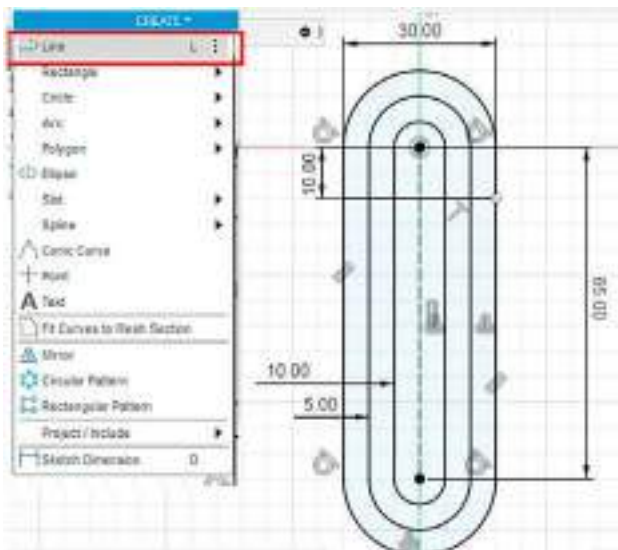 CREATE
Line L
Rectangle
Circle
Arc
Polygon
Ellipse
Slot
Spline
Conic Curve
Point
Text
Fit Curves to Mesh Section
Mirror
Circular Pattern
Rectangular Pattern
Project / Include
Sketch Dimension D
30.00
10.00
65.00
10.00
5.00